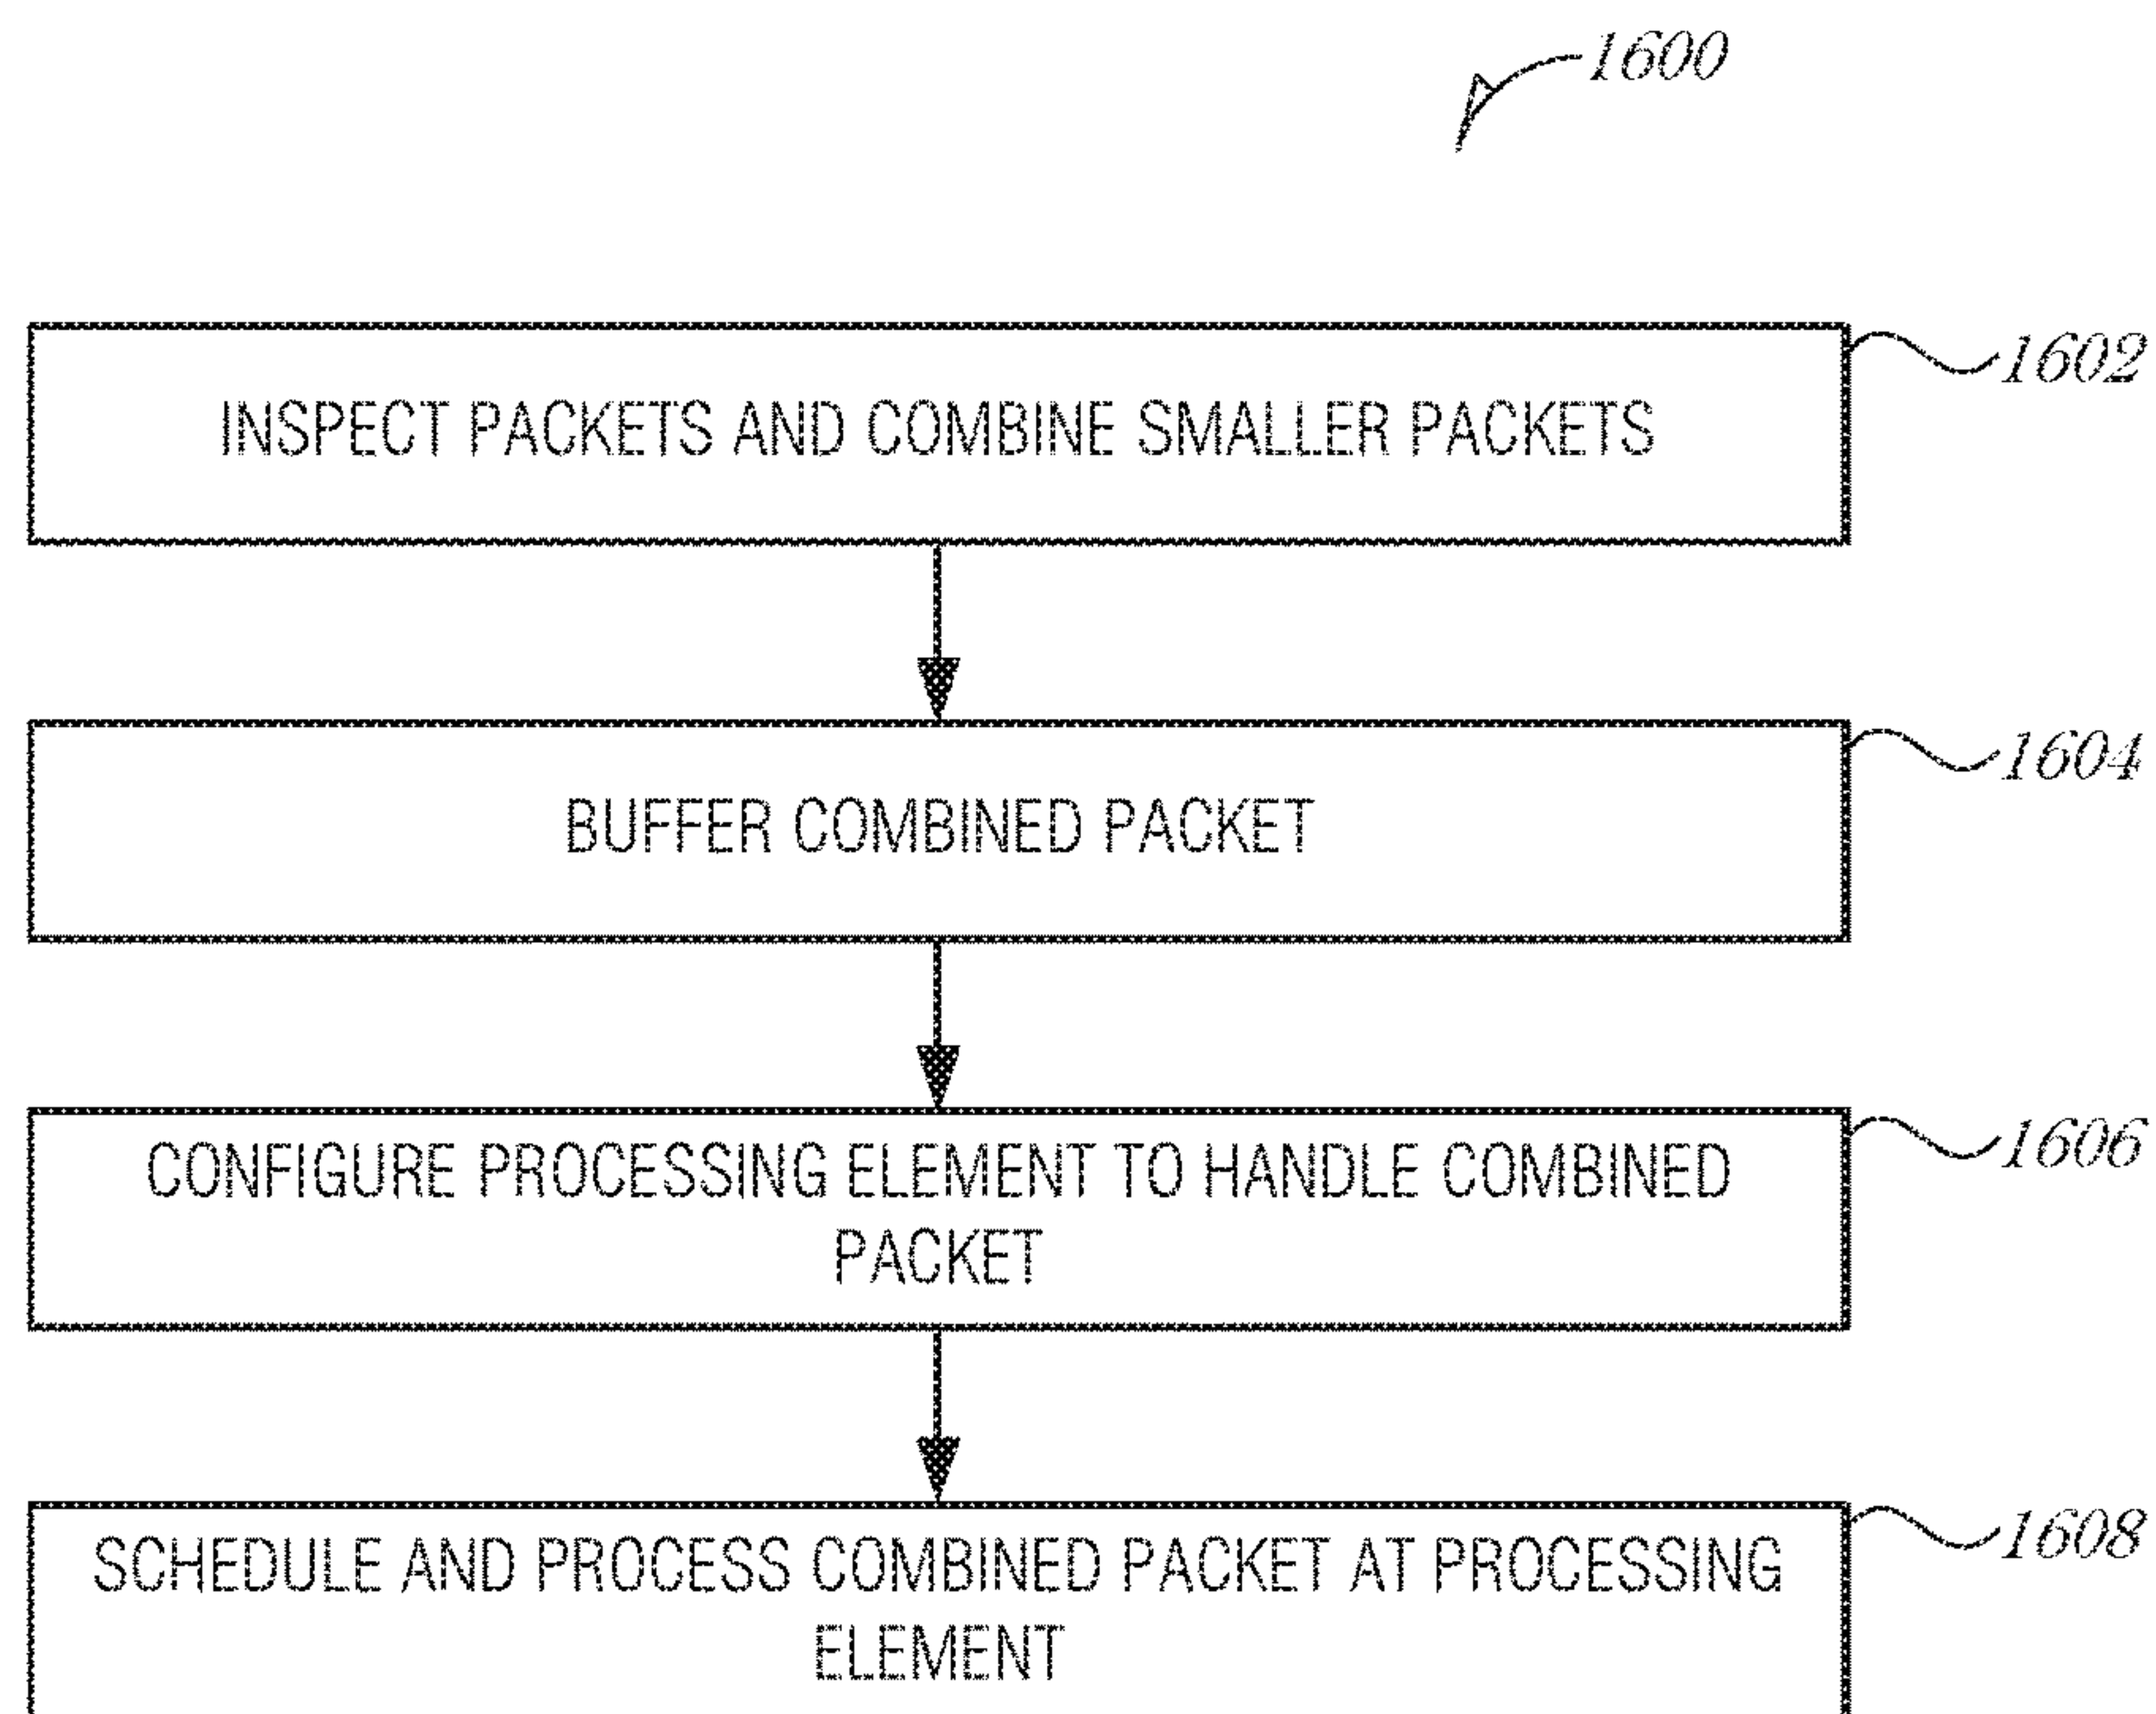 1600
INSPECT PACKETS AND COMBINE SMALLER PACKETS
1602
BUFFER COMBINED PACKET
1604
CONFIGURE PROCESSING ELEMENT TO HANDLE COMBINED
PACKET
1606
SCHEDULE AND PROCESS COMBINED PACKET AT PROCESSING
ELEMENT
1608